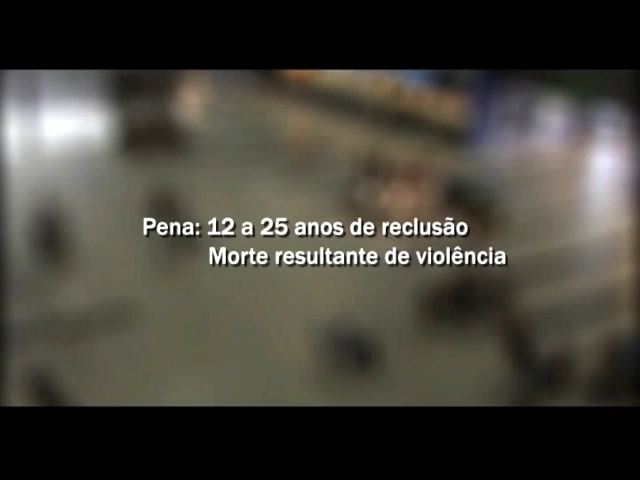 Pena: 12 a 25 anos de reclusão
Morte resultante de violência